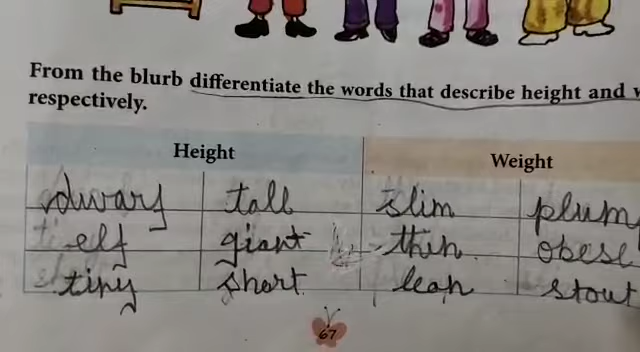 From the blurb differentiate the words that describe height and w
respectively.
Height Weight
dwarf tall slim plum
elf giant thin obese
tiny short lean stout
67